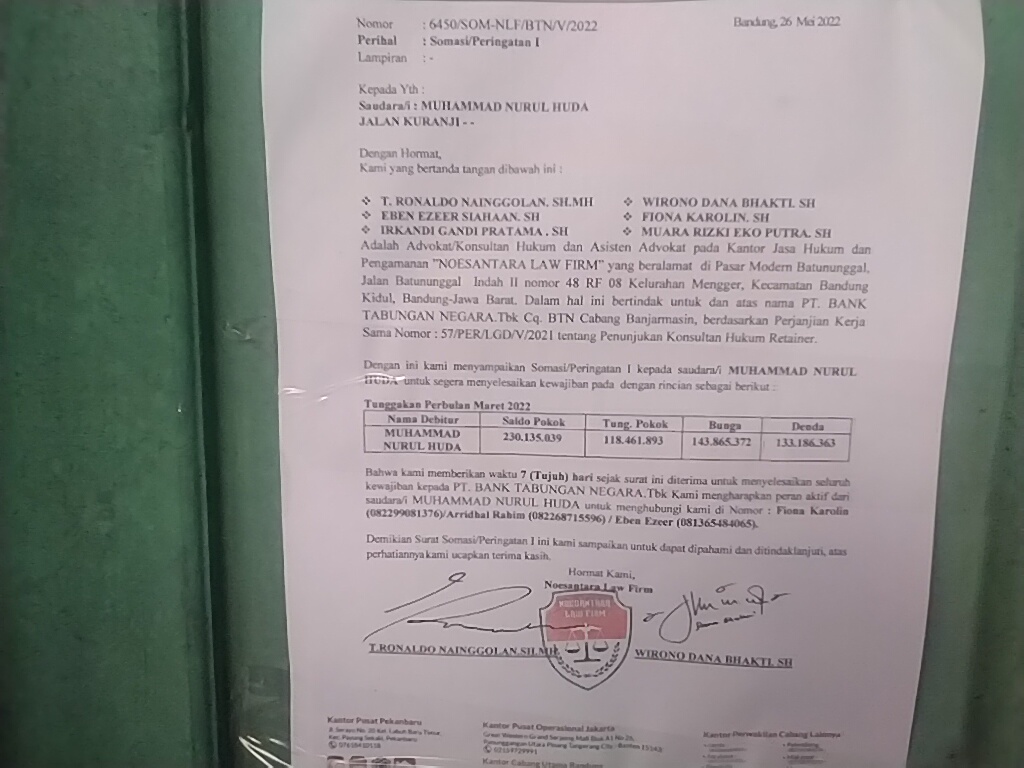 Nomor : 6450/SOM-NLF/BTN/V/2022
Bandung, 26 Mei 2022
Perihal : Somasi/Peringatan I
Lampiran : -
Kepada Yth :
Saudara/i : MUHAMMAD NURUL HUDA
JALAN KURANJI - -
Dengan Hormat,
Kami yang bertanda tangan dibawah ini :
❖ T. RONALDO NAINGGOLAN. SH.MH ❖ WIRONO DANA BHAKTI. SH
❖ EBEN EZEER SIAHAAN. SH ❖ FIONA KAROLIN. SH
❖ IRKANDI GANDI PRATAMA . SH ❖ MUARA RIZKI EKO PUTRA. SH
Adalah Advokat/Konsultan Hukum dan Asisten Advokat pada Kantor Jasa Hukum dan
Pengamanan "NOESANTARA LAW FIRM" yang beralamat di Pasar Modern Batununggal,
Jalan Batununggal Indah II nomor 48 RF 08 Kelurahan Mengger, Kecamatan Bandung
Kidul, Bandung-Jawa Barat. Dalam hal ini bertindak untuk dan atas nama PT. BANK
TABUNGAN NEGARA.Tbk Cq. BTN Cabang Banjarmasin, berdasarkan Perjanjian Kerja
Sama Nomor : 57/PER/LGD/V/2021 tentang Penunjukan Konsultan Hukum Retainer.
Dengan ini kami menyampaikan Somasi/Peringatan I kepada saudara/i MUHAMMAD NURUL
HUDA untuk segera menyelesaikan kewajiban pada dengan rincian sebagai berikut :
Tunggakan Perbulan Maret 2022
Nama Debitur Saldo Pokok Tung. Pokok Bunga Denda
MUHAMMAD 230.135.039 118.461.893 143.865.372 133.186.363
NURUL HUDA
Bahwa kami memberikan waktu 7 (Tujuh) hari sejak surat ini diterima untuk menyelesaikan seluruh
kewajiban kepada PT. BANK TABUNGAN NEGARA.Tbk Kami mengharapkan peran aktif dari
saudara/i MUHAMMAD NURUL HUDA untuk menghubungi kami di Nomor : Fiona Karolin
(082299081376)/Arridhal Rahim (082268715596) / Eben Ezeer (081365484065).
Demikian Surat Somasi/Peringatan I ini kami sampaikan untuk dapat dipahami dan ditindaklanjuti, atas
perhatiannya kami ucapkan terima kasih.
Hormat Kami,
Noesantara Law Firm
NOESANTARA
LAW FIRM
T.RONALDO NAINGGOLAN.SH.MH
WIRONO DANA BHAKTI. SH
Kantor Pusat Pekanbaru
Kantor Pusat Operasional Jakarta
Kantor Perwakilan Cabang Lainnya
Kantor Cabang Utama Bandung